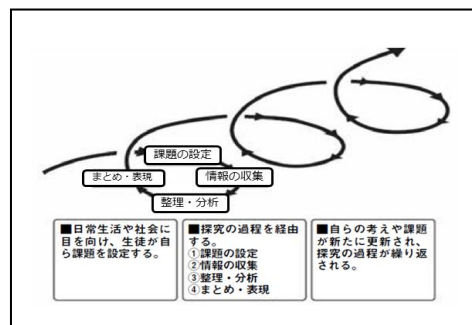 課題の設定
まとめ・表現
情報の収集
整理・分析
■日常生活や社会に
目を向け、生徒が自
ら課題を設定する。
■探究の過程を経由
する。
①課題の設定
②情報の収集
③整理・分析
④まとめ・表現
■自らの考えや課題
が新たに更新され、
探究の過程が繰り返
される。